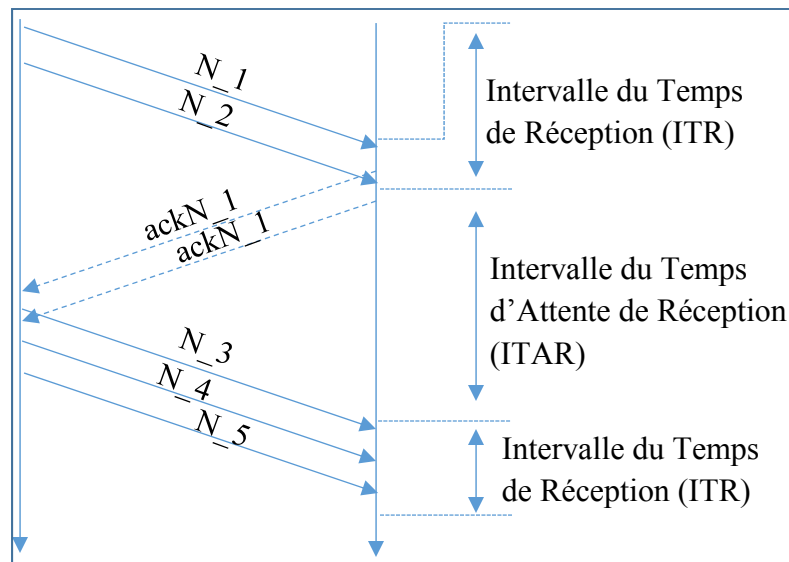 N_1
N_2
Intervalle du Temps
de Réception (ITR)
ackN_1
ackN_1
Intervalle du Temps
d’Attente de Réception
(ITAR)
N_3
N_4
N_5
Intervalle du Temps
de Réception (ITR)